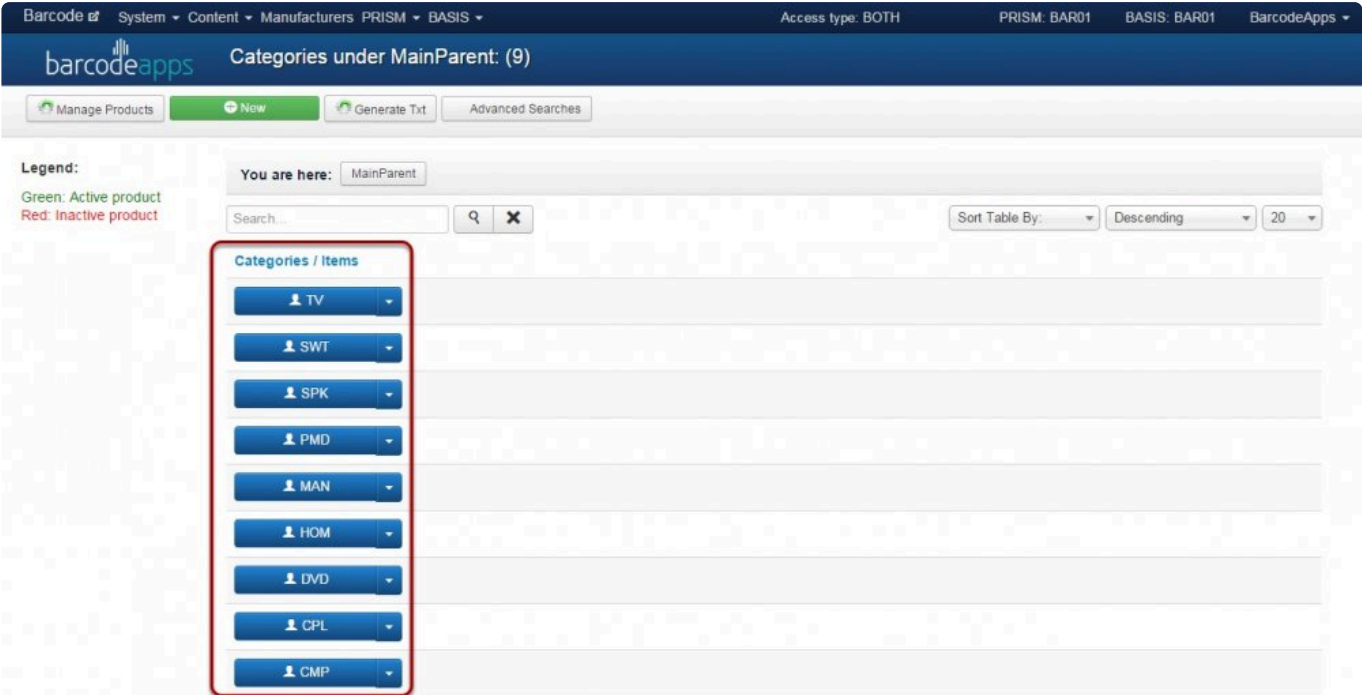 Barcode System Content Manufacturers PRISM BASIS Access type: BOTH PRISM: BAR01 BASIS: BAR01 BarcodeApps
barcodeapps Categories under MainParent: (9)
Manage Products New Generate Txt Advanced Searches
Legend:
Green: Active product
Red: Inactive product
You are here: MainParent
Search... Sort Table By: Descending 20
Categories / Items
TV
SWT
SPK
PMD
MAN
HOM
DVD
CPL
CMP